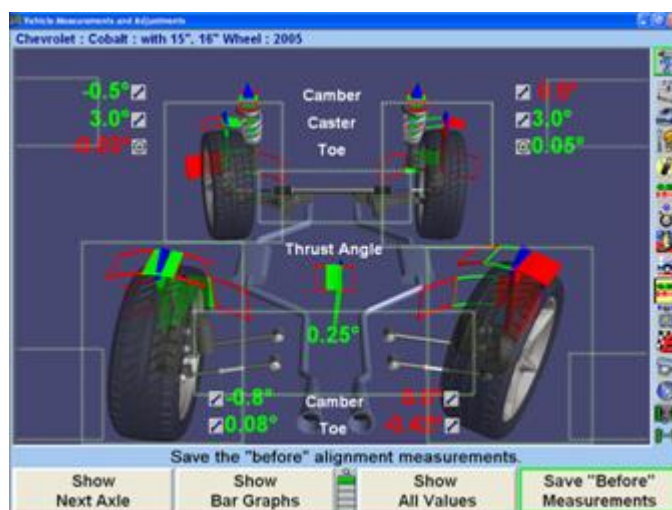 Vehicle Measurements and Adjustments
Chevrolet : Cobalt : with 15", 16" Wheel : 2005
-0.5° Camber
3.0° Caster 3.0°
Toe 0.05°
Thrust Angle
0.25°
-0.8° Camber
0.08° Toe
Save the "before" alignment measurements.
Show Next Axle
Show Bar Graphs
Show All Values
Save "Before" Measurements